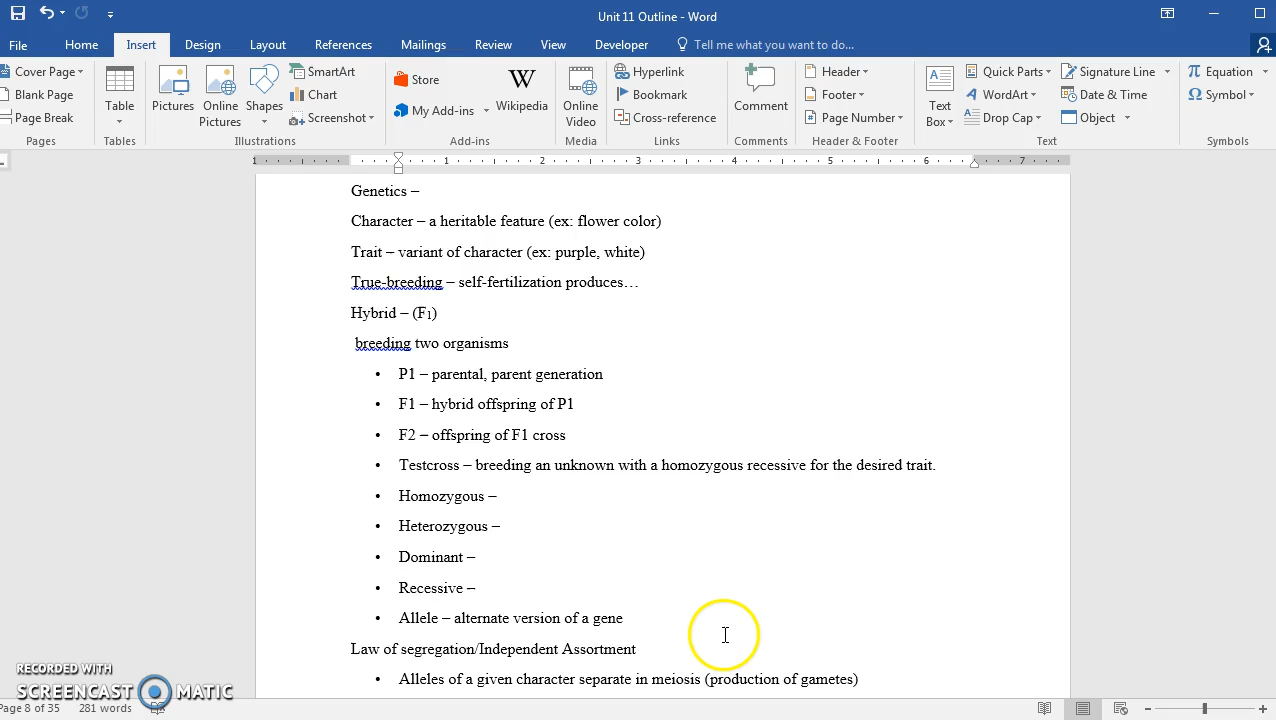 Unit 11 Outline - Word
File Home Insert Design Layout References Mailings Review View Developer Tell me what you want to do...
Cover Page
Blank Page
Page Break
Pages
Table
Tables
Pictures
Online Pictures
Shapes
SmartArt
Chart
Screenshot
Illustrations
Store
My Add-ins
W
Wikipedia
Add-ins
Online Video
Media
Hyperlink
Bookmark
Cross-reference
Links
Comment
Comments
Header
Footer
Page Number
Header & Footer
A
Text Box
Quick Parts
WordArt
Drop Cap
Signature Line
Date & Time
Object
Text
π Equation
Ω Symbol
Symbols
1 1 2 3 4 5 6 7
Genetics –
Character – a heritable feature (ex: flower color)
Trait – variant of character (ex: purple, white)
True-breeding – self-fertilization produces…
Hybrid – (F1)
breeding two organisms
• P1 – parental, parent generation
• F1 – hybrid offspring of P1
• F2 – offspring of F1 cross
• Testcross – breeding an unknown with a homozygous recessive for the desired trait.
• Homozygous –
• Heterozygous –
• Dominant –
• Recessive –
• Allele – alternate version of a gene
Law of segregation/Independent Assortment
• Alleles of a given character separate in meiosis (production of gametes)
RECORDED WITH
SCREENCAST MATIC
Page 8 of 35 281 words